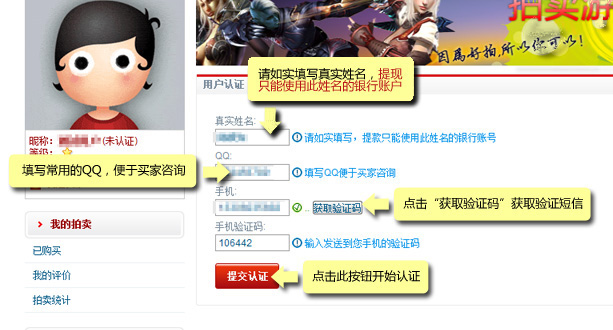 拍卖游
因为好拍,所以你可以!
请如实填写真实姓名，提现
只能使用此姓名的银行账户
用户认证
真实姓名:
请如实填写，提款只能使用此姓名的银行账号
QQ:
填写QQ便于买家咨询
手机:
获取验证码
手机验证码:
106442
输入发送到您手机的验证码
提交认证
点击此按钮开始认证
点击“获取验证码”获取验证短信
昵称:
(未认证)
等级:
填写常用的QQ，便于买家咨询
我的拍卖
已购买
我的评价
拍卖统计